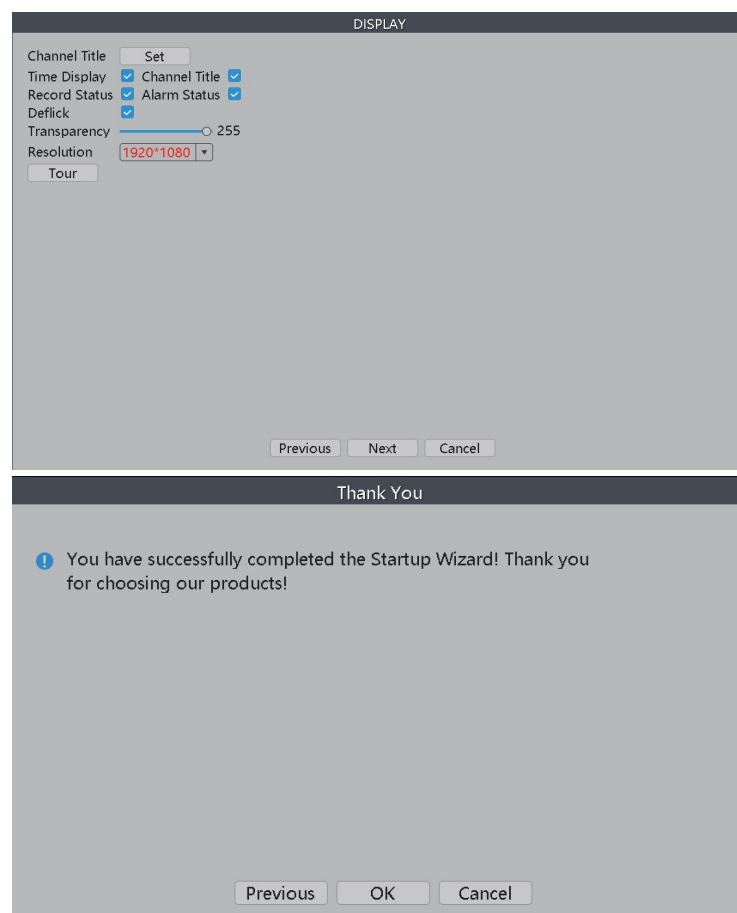 DISPLAY
Channel Title Set
Time Display Channel Title
Record Status Alarm Status
Deflick
Transparency 255
Resolution 1920*1080
Tour
Previous Next Cancel
Thank You
You have successfully completed the Startup Wizard! Thank you
for choosing our products!
Previous OK Cancel